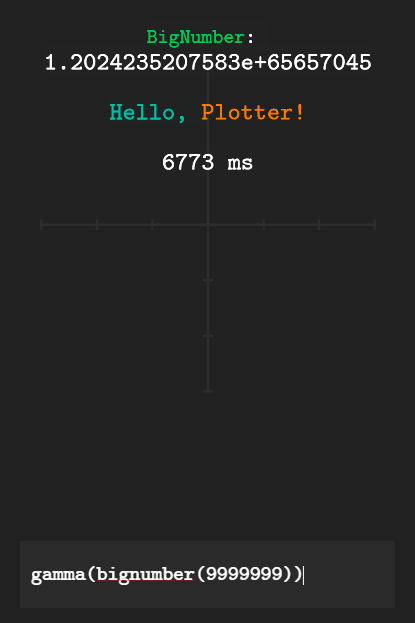 BigNumber:
1.2024235207583e+65657045
Hello, Plotter!
6773 ms
gamma(bignumber(9999999))